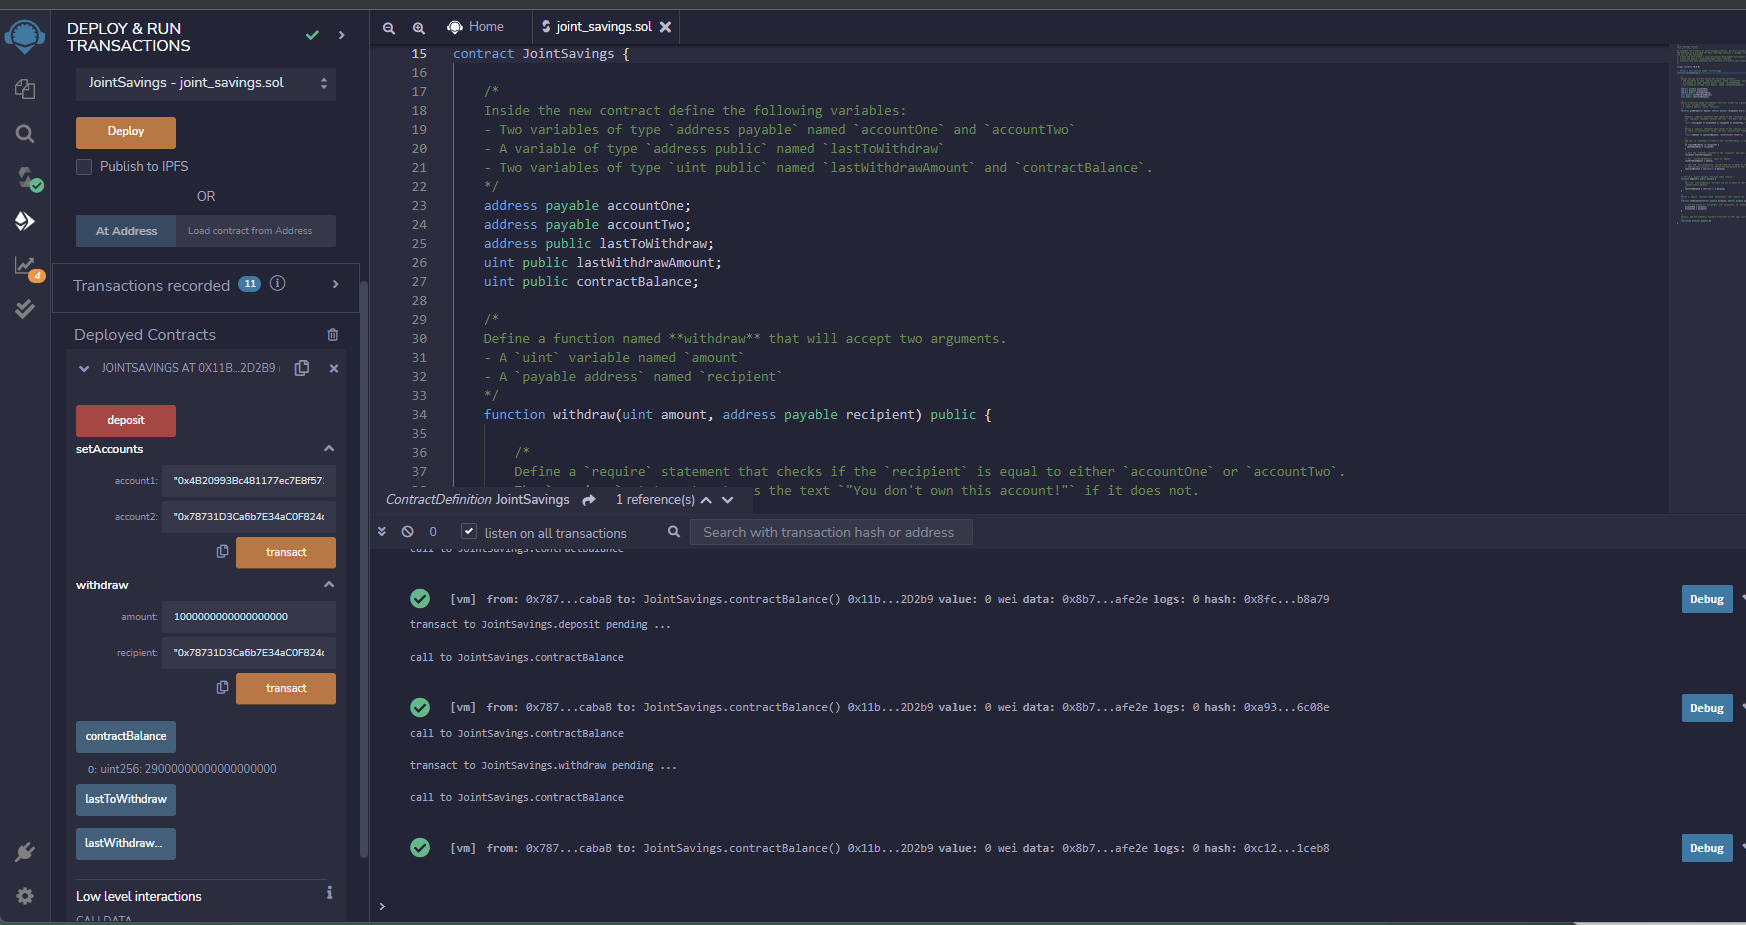 DEPLOY & RUN
TRANSACTIONS
JointSavings - joint_savings.sol
Deploy
Publish to IPFS
OR
At Address
Load contract from Address
Transactions recorded 11
4
Deployed Contracts
JOINTSAVINGS AT 0X11B...2D2B9
deposit
setAccounts
account1: "0x4B20993Bc481177ec7E8f57
account2: "0x78731D3Ca6b7E34aC0F824
transact
withdraw
amount: 1000000000000000000
recipient: "0x78731D3Ca6b7E34aC0F824
transact
contractBalance
0: uint256: 29000000000000000000
lastToWithdraw
lastWithdraw...
Low level interactions
CALLDATA
Home
joint_savings.sol
15 contract JointSavings {
16
17 /*
18 Inside the new contract define the following variables:
19 - Two variables of type `address payable` named `accountOne` and `accountTwo`
20 - A variable of type `address public` named `lastToWithdraw`
21 - Two variables of type `uint public` named `lastWithdrawAmount` and `contractBalance`.
22 */
23 address payable accountOne;
24 address payable accountTwo;
25 address public lastToWithdraw;
26 uint public lastWithdrawAmount;
27 uint public contractBalance;
28
29 /*
30 Define a function named **withdraw** that will accept two arguments.
31 - A `uint` variable named `amount`
32 - A `payable address` named `recipient`
33 */
34 function withdraw(uint amount, address payable recipient) public {
35
36 /*
37 Define a `require` statement that checks if the `recipient` is equal to either `accountOne` or `accountTwo`.
s the text `"You don't own this account!"` if it does not.
ContractDefinition JointSavings 1 reference(s)
0 listen on all transactions Search with transaction hash or address
call to JointSavings.contractBalance
[vm] from: 0x787...cabaB to: JointSavings.contractBalance() 0x11b...2D2b9 value: 0 wei data: 0x8b7...afe2e logs: 0 hash: 0x8fc...b8a79
Debug
transact to JointSavings.deposit pending ...
call to JointSavings.contractBalance
[vm] from: 0x787...cabaB to: JointSavings.contractBalance() 0x11b...2D2b9 value: 0 wei data: 0x8b7...afe2e logs: 0 hash: 0xa93...6c08e
Debug
call to JointSavings.contractBalance
transact to JointSavings.withdraw pending ...
call to JointSavings.contractBalance
[vm] from: 0x787...cabaB to: JointSavings.contractBalance() 0x11b...2D2b9 value: 0 wei data: 0x8b7...afe2e logs: 0 hash: 0xc12...1ceb8
Debug
>